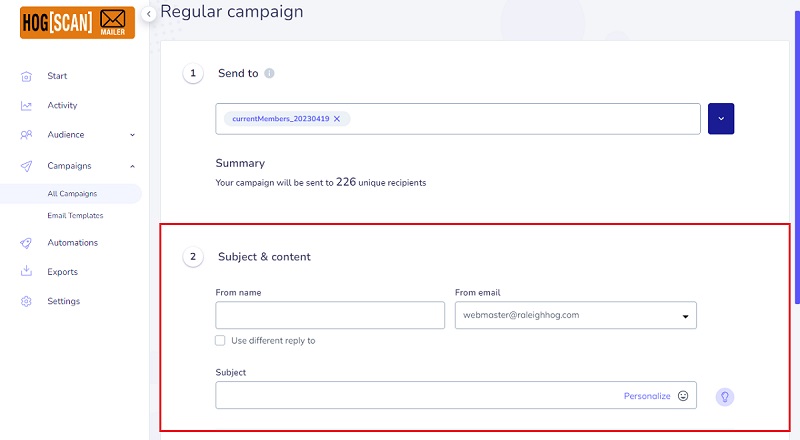 HOG[SCAN] MAILER
Regular campaign
Start
Activity
Audience
Campaigns
All Campaigns
Email Templates
Automations
Exports
Settings
1 Send to i
currentMembers_20230419 ✕
Summary
Your campaign will be sent to 226 unique recipients
2 Subject & content
From name
From email
webmaster@raleighhog.com
Use different reply to
Subject
Personalize